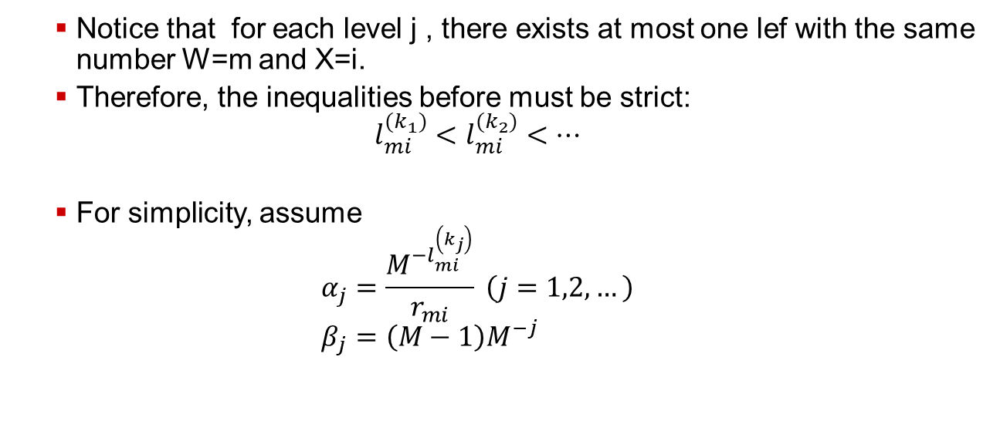 ▪ Notice that  for each level j , there exists at most one lef with the same
number W=m and X=i.
▪ Therefore, the inequalities before must be strict:
$l_{mi}^{(k_1)} < l_{mi}^{(k_2)} < \cdots$
▪ For simplicity, assume
$\alpha_j = \frac{M^{-l_{mi}^{(k_j)}}}{r_{mi}} \ (j = 1,2, \ldots)$
$\beta_j = (M - 1)M^{-j}$